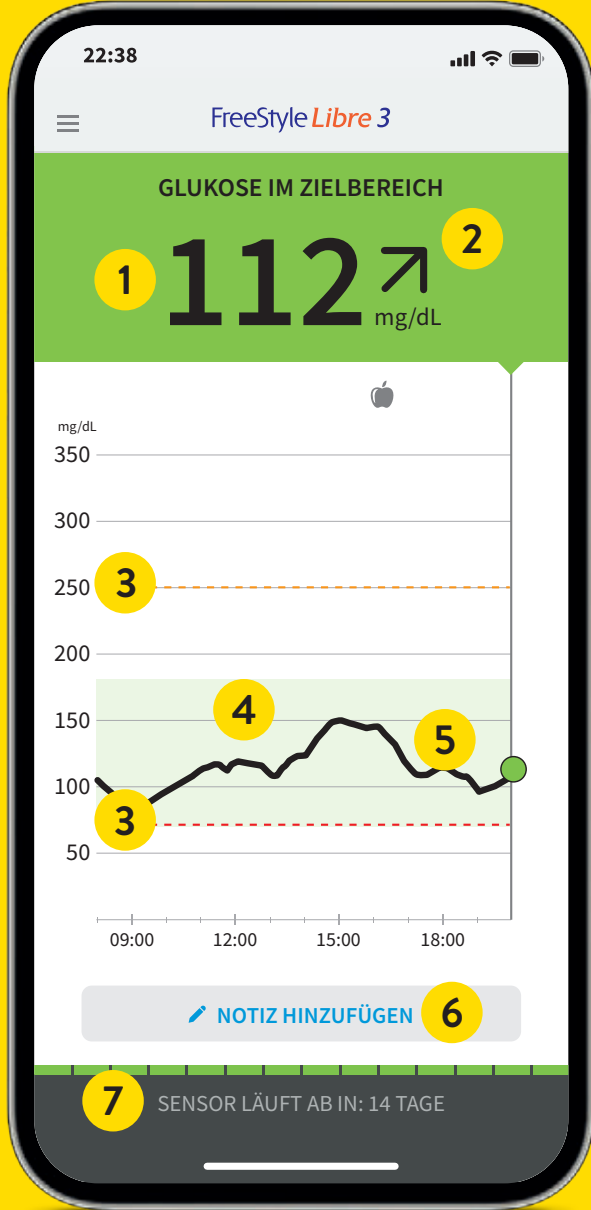 22:38
FreeStyle Libre 3
GLUKOSE IM ZIELBEREICH
1
112
2
mg/dL
mg/dL
350
300
250
3
200
150
4
5
100
3
50
09:00 12:00 15:00 18:00
NOTIZ HINZUFÜGEN
6
7
SENSOR LÄUFT AB IN: 14 TAGE